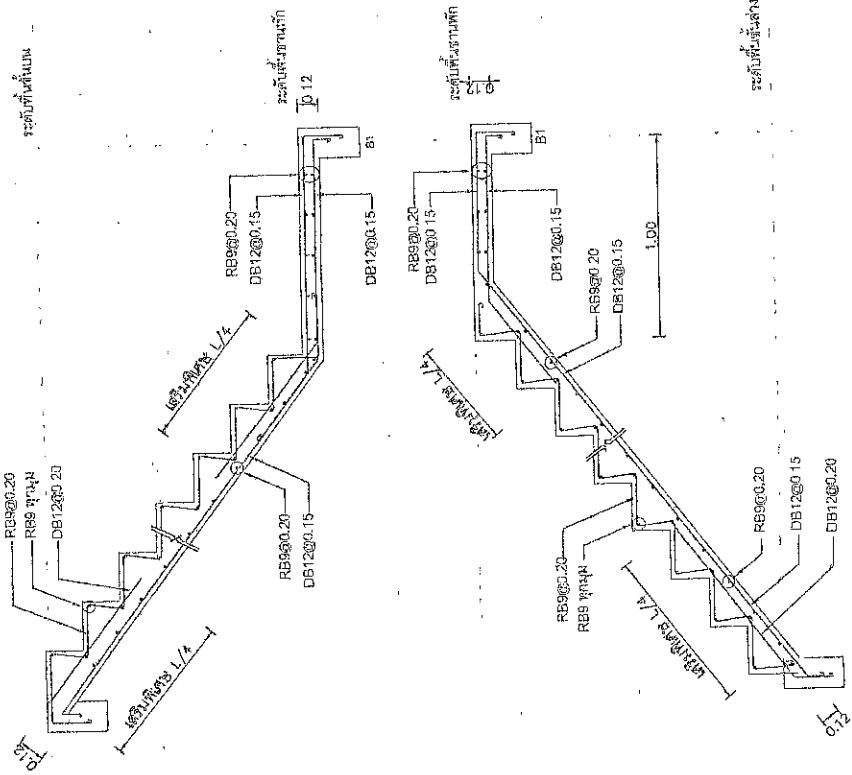 ระดับพื้นชั้นบน
ระดับพื้นชานพัก
0.12
RB9@0.20
RB9 ทุกมุม
DB12@0.20
เสริมพิเศษ L/4
RB9@0.20
DB12@0.15
DB12@0.15
B1
RB9@0.20
DB12@0.15
เสริมพิเศษ L/4
0.12
ระดับพื้นชานพัก
0.12
RB9@0.20
DB12@0.15
B1
DB12@0.15
1.00
เสริมพิเศษ L/4
RB9@0.20
DB12@0.15
RB9@0.20
RB9 ทุกมุม
เสริมพิเศษ L/4
RB9@0.20
DB12@0.15
DB12@0.20
0.12
ระดับพื้นชั้นล่าง